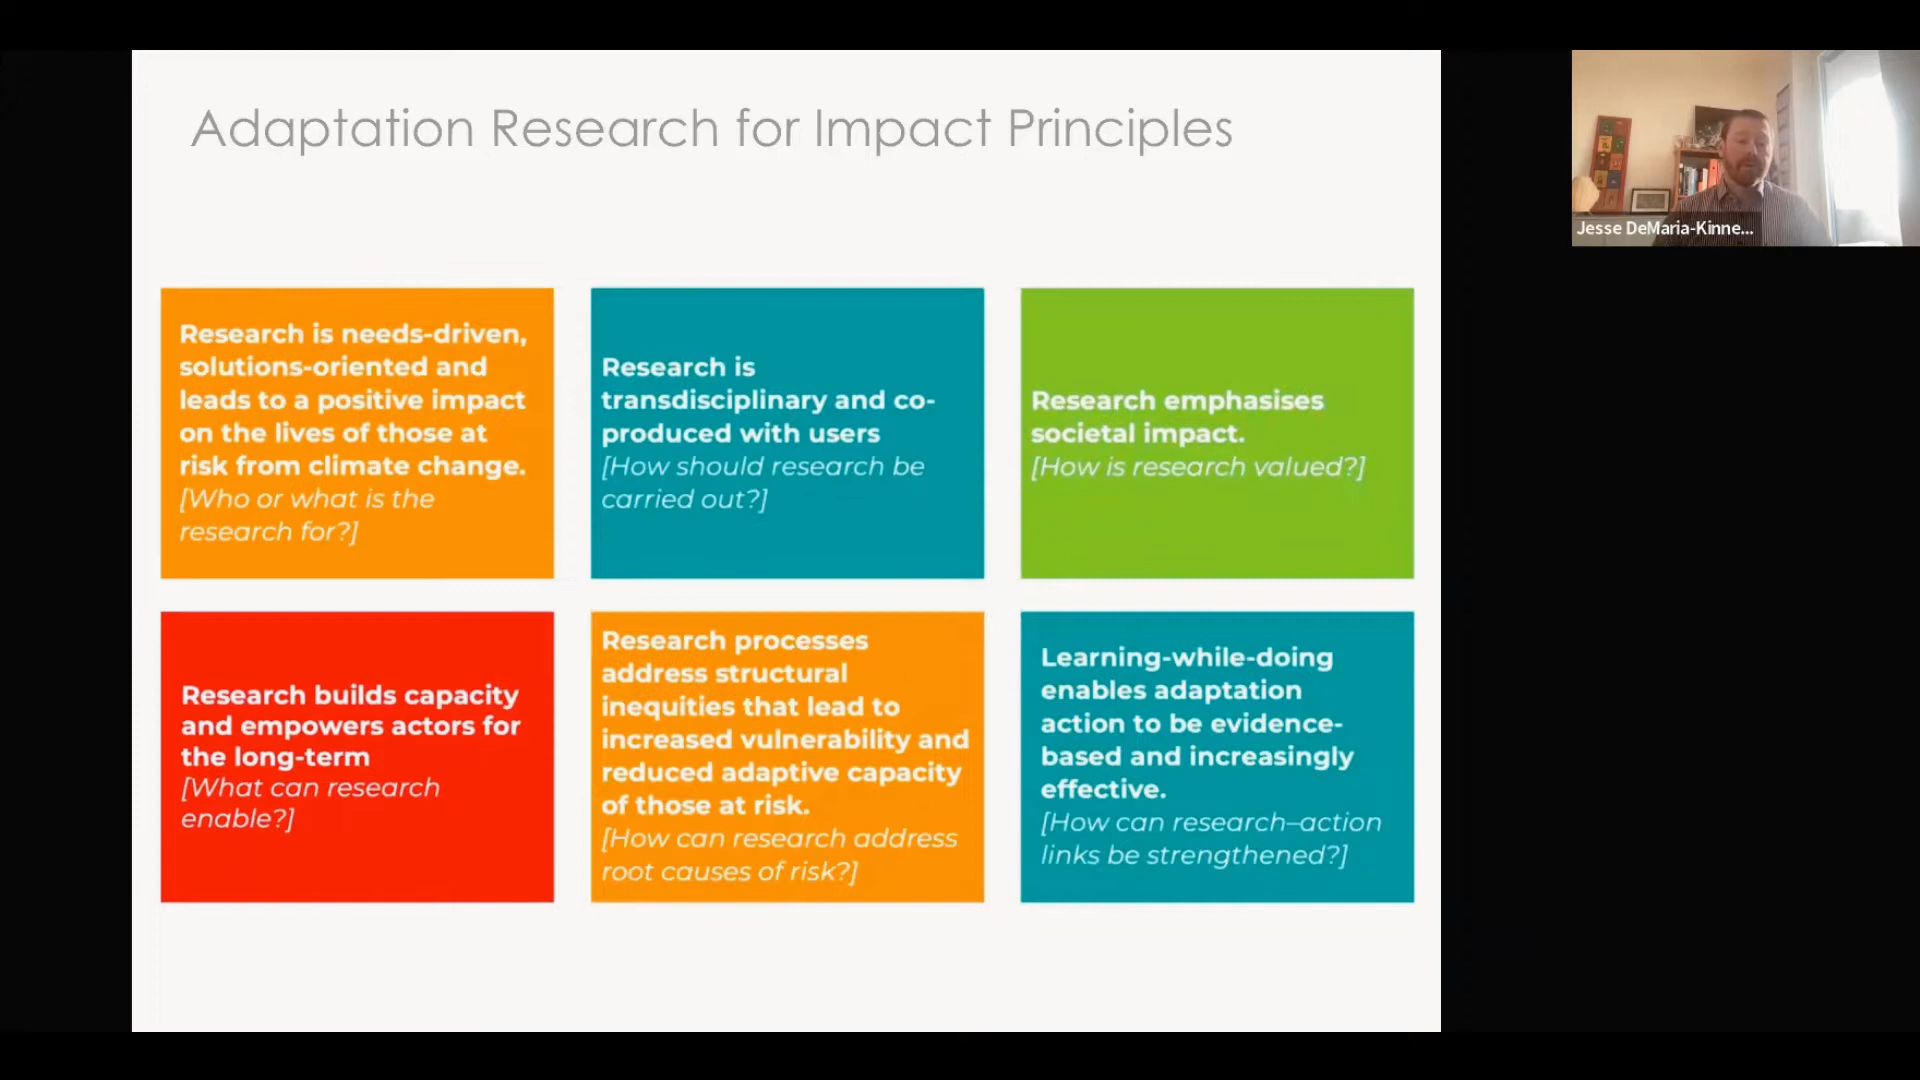 Adaptation Research for Impact Principles
Jesse DeMaria-Kinne...
Research is needs-driven,
solutions-oriented and
leads to a positive impact
on the lives of those at
risk from climate change.
[Who or what is the
research for?]
Research is
transdisciplinary and co-
produced with users
[How should research be
carried out?]
Research emphasises
societal impact.
[How is research valued?]
Research builds capacity
and empowers actors for
the long-term
[What can research
enable?]
Research processes
address structural
inequities that lead to
increased vulnerability and
reduced adaptive capacity
of those at risk.
[How can research address
root causes of risk?]
Learning-while-doing
enables adaptation
action to be evidence-
based and increasingly
effective.
[How can research–action
links be strengthened?]